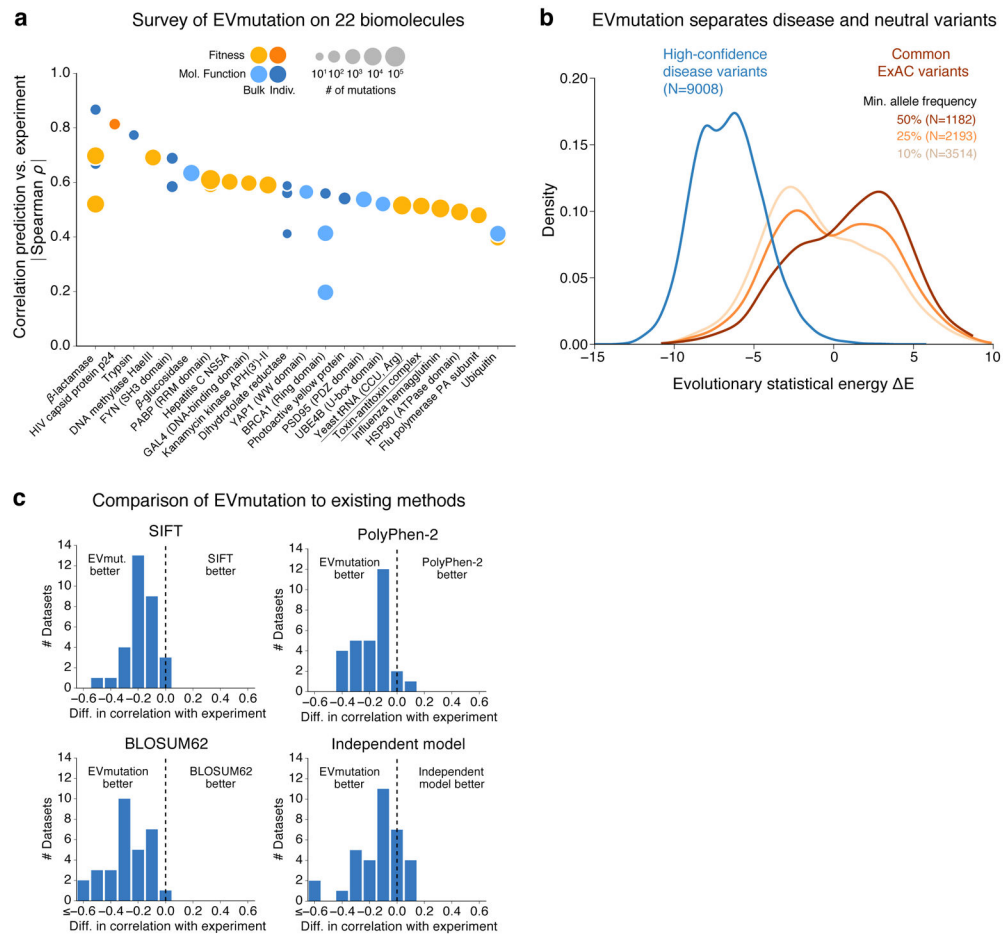 a
Survey of EVmutation on 22 biomolecules
Fitness
Mol. Function
Bulk Indiv.
10¹ 10² 10³ 10⁴ 10⁵
# of mutations
Correlation prediction vs. experiment
|Spearman ρ|
1.0
0.8
0.6
0.4
0.2
0.0
β-lactamase
HIV capsid protein p24
Trypsin
DNA methylase HaeIII
FYN (SH3 domain)
β-glucosidase
PABP (RRM domain)
Hepatitis C NS5A
GAL4 (DNA-binding domain)
Kanamycin kinase APH(3')-II
Dihydrofolate reductase
YAP1 (WW domain)
BRCA1 (Ring domain)
Photoactive yellow protein
PSD95 (PDZ domain)
UBE4B (U-box domain)
Yeast tRNA (CCU, Arg)
Toxin-antitoxin complex
Influenza hemagglutinin
HSP90 (ATPase domain)
Flu polymerase PA subunit
Ubiquitin
b
EVmutation separates disease and neutral variants
High-confidence
disease variants
(N=9008)
Common
ExAC variants
Min. allele frequency
50% (N=1182)
25% (N=2193)
10% (N=3514)
Density
0.20
0.15
0.10
0.05
0.00
−15 −10 −5 0 5 10
Evolutionary statistical energy ΔE
c
Comparison of EVmutation to existing methods
SIFT
EVmut.
better
SIFT
better
# Datasets
14
12
10
8
6
4
2
0
−0.6 −0.4 −0.2 0.0 0.2 0.4 0.6
Diff. in correlation with experiment
PolyPhen-2
EVmutation
better
PolyPhen-2
better
# Datasets
14
12
10
8
6
4
2
0
−0.6 −0.4 −0.2 0.0 0.2 0.4 0.6
Diff. in correlation with experiment
BLOSUM62
EVmutation
better
BLOSUM62
better
# Datasets
14
12
10
8
6
4
2
0
≤−0.6 −0.4 −0.2 0.0 0.2 0.4 0.6
Diff. in correlation with experiment
Independent model
EVmutation
better
Independent
model better
# Datasets
14
12
10
8
6
4
2
0
≤−0.6 −0.4 −0.2 0.0 0.2 0.4 0.6
Diff. in correlation with experiment